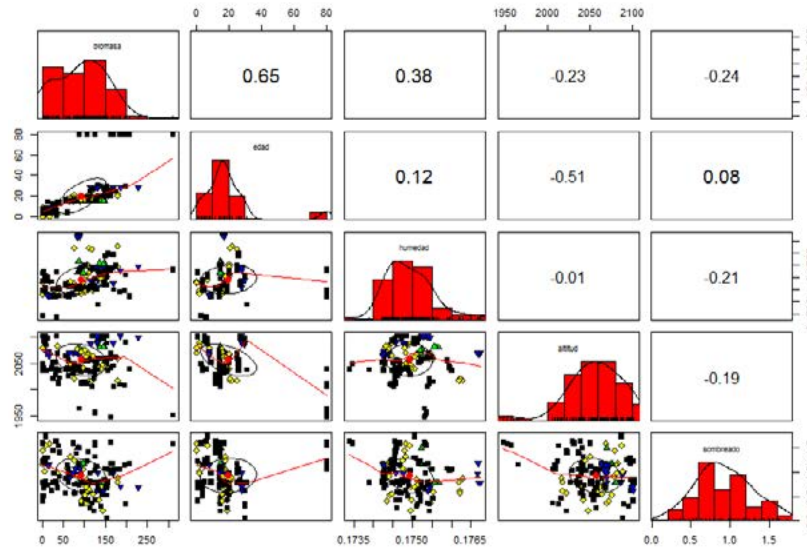 0 20 40 60 80 1950 2000 2050 2100
biomasa 0.65 0.38 -0.23 -0.24
0 20 40 60 80 edad 0.12 -0.51 0.08
humedad -0.01 -0.21
1950 2050 altitud -0.19
sombreado
0 50 150 250 0.1735 0.1750 0.1765 0.0 0.5 1.0 1.5